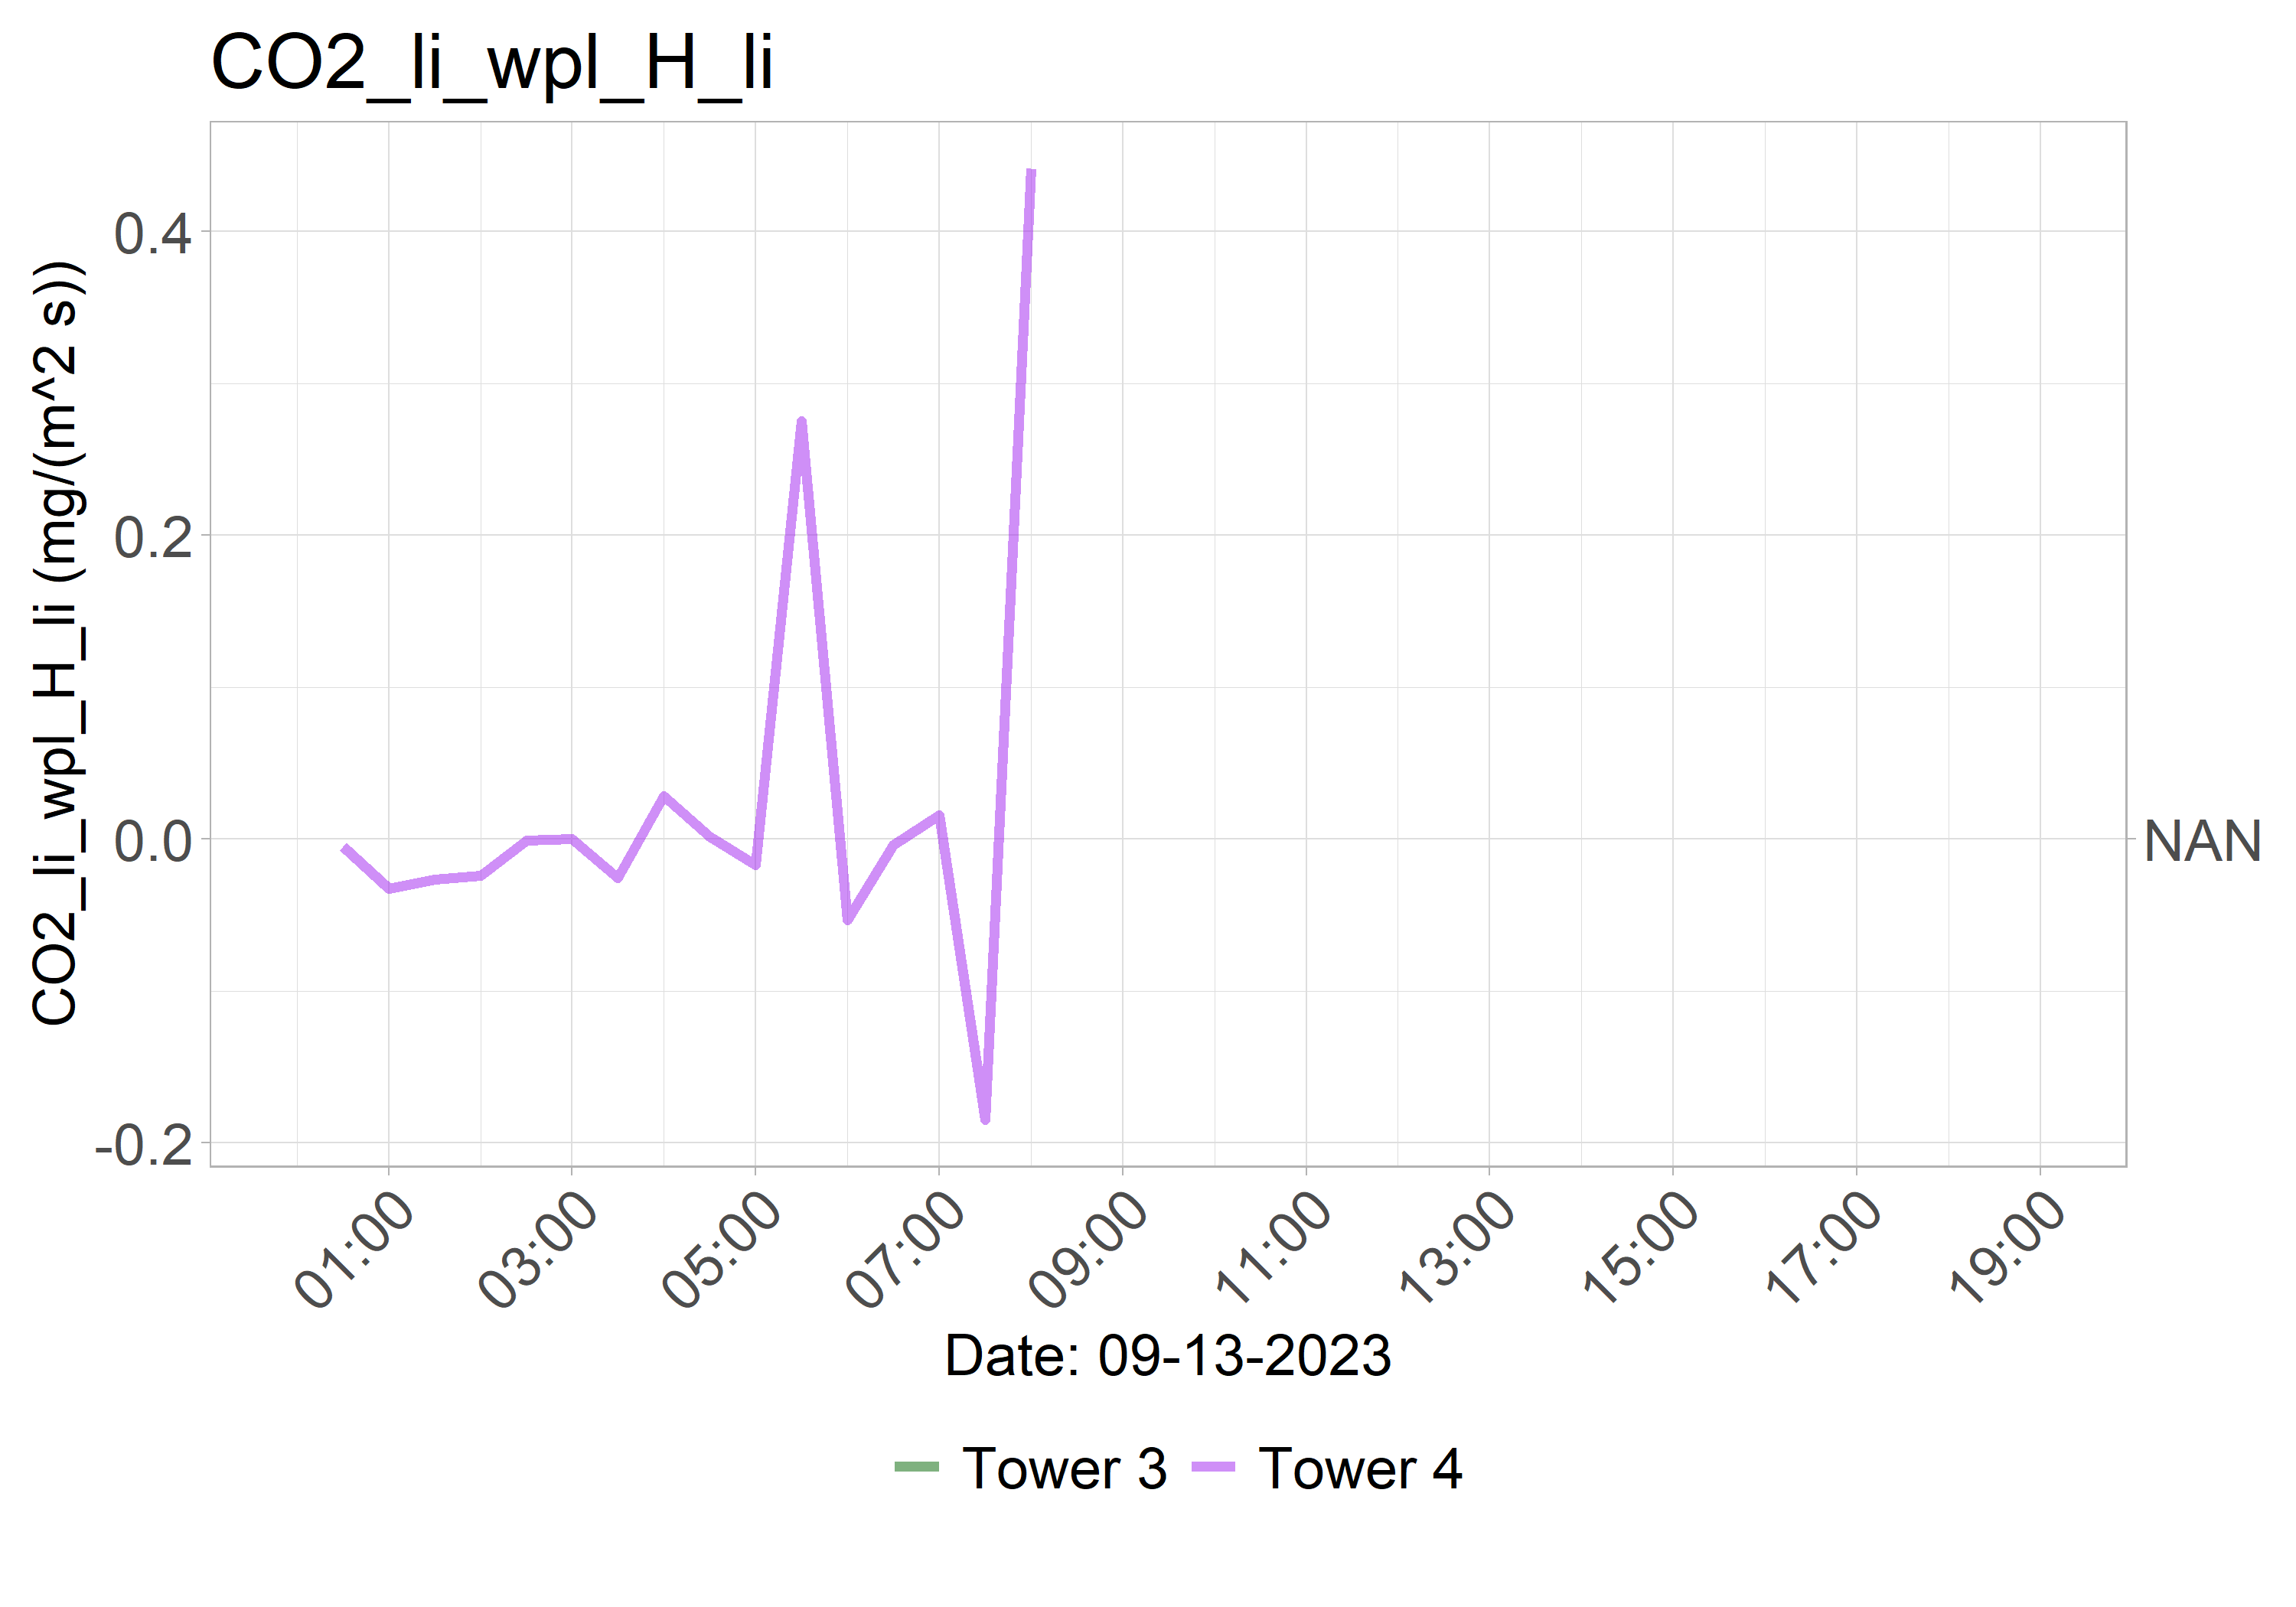 CO2_li_wpl_H_li
CO2_li_wpl_H_li (mg/(m^2 s))
0.4
0.2
0.0
-0.2
NAN
01:00
03:00
05:00
07:00
09:00
11:00
13:00
15:00
17:00
19:00
Date: 09-13-2023
Tower 3
Tower 4